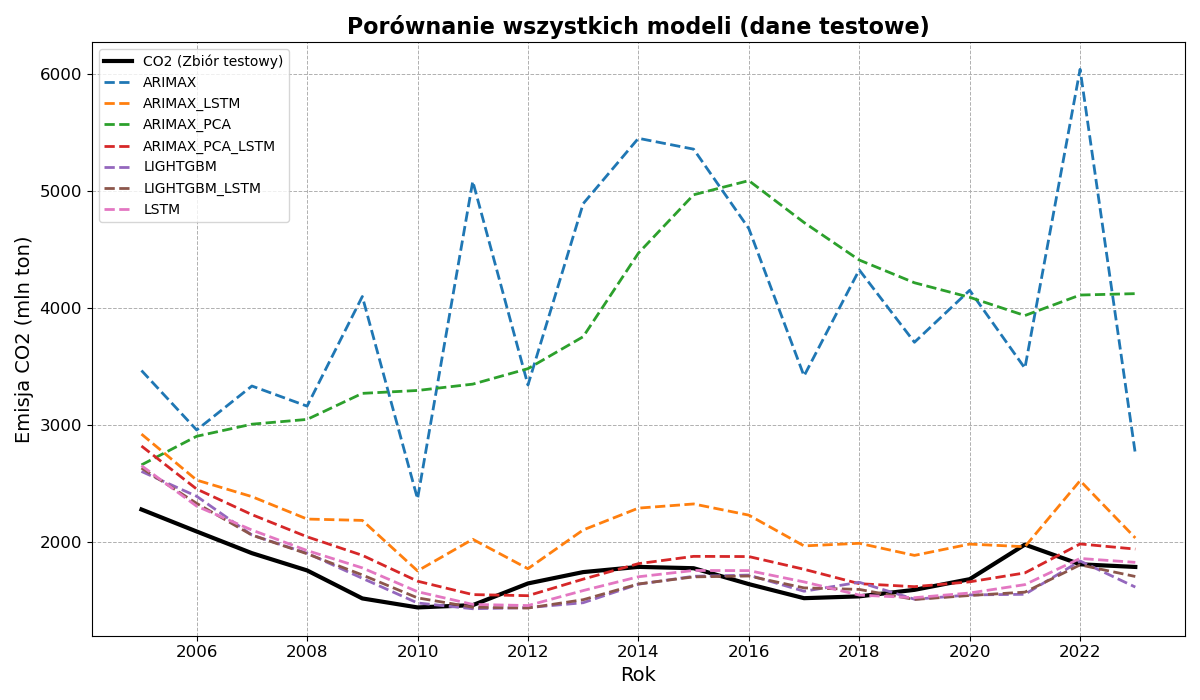 Porównanie wszystkich modeli (dane testowe)
CO2 (Zbiór testowy)
ARIMAX
ARIMAX_LSTM
ARIMAX_PCA
ARIMAX_PCA_LSTM
LIGHTGBM
LIGHTGBM_LSTM
LSTM
Emisja CO2 (mln ton)
6000
5000
4000
3000
2000
2006 2008 2010 2012 2014 2016 2018 2020 2022
Rok